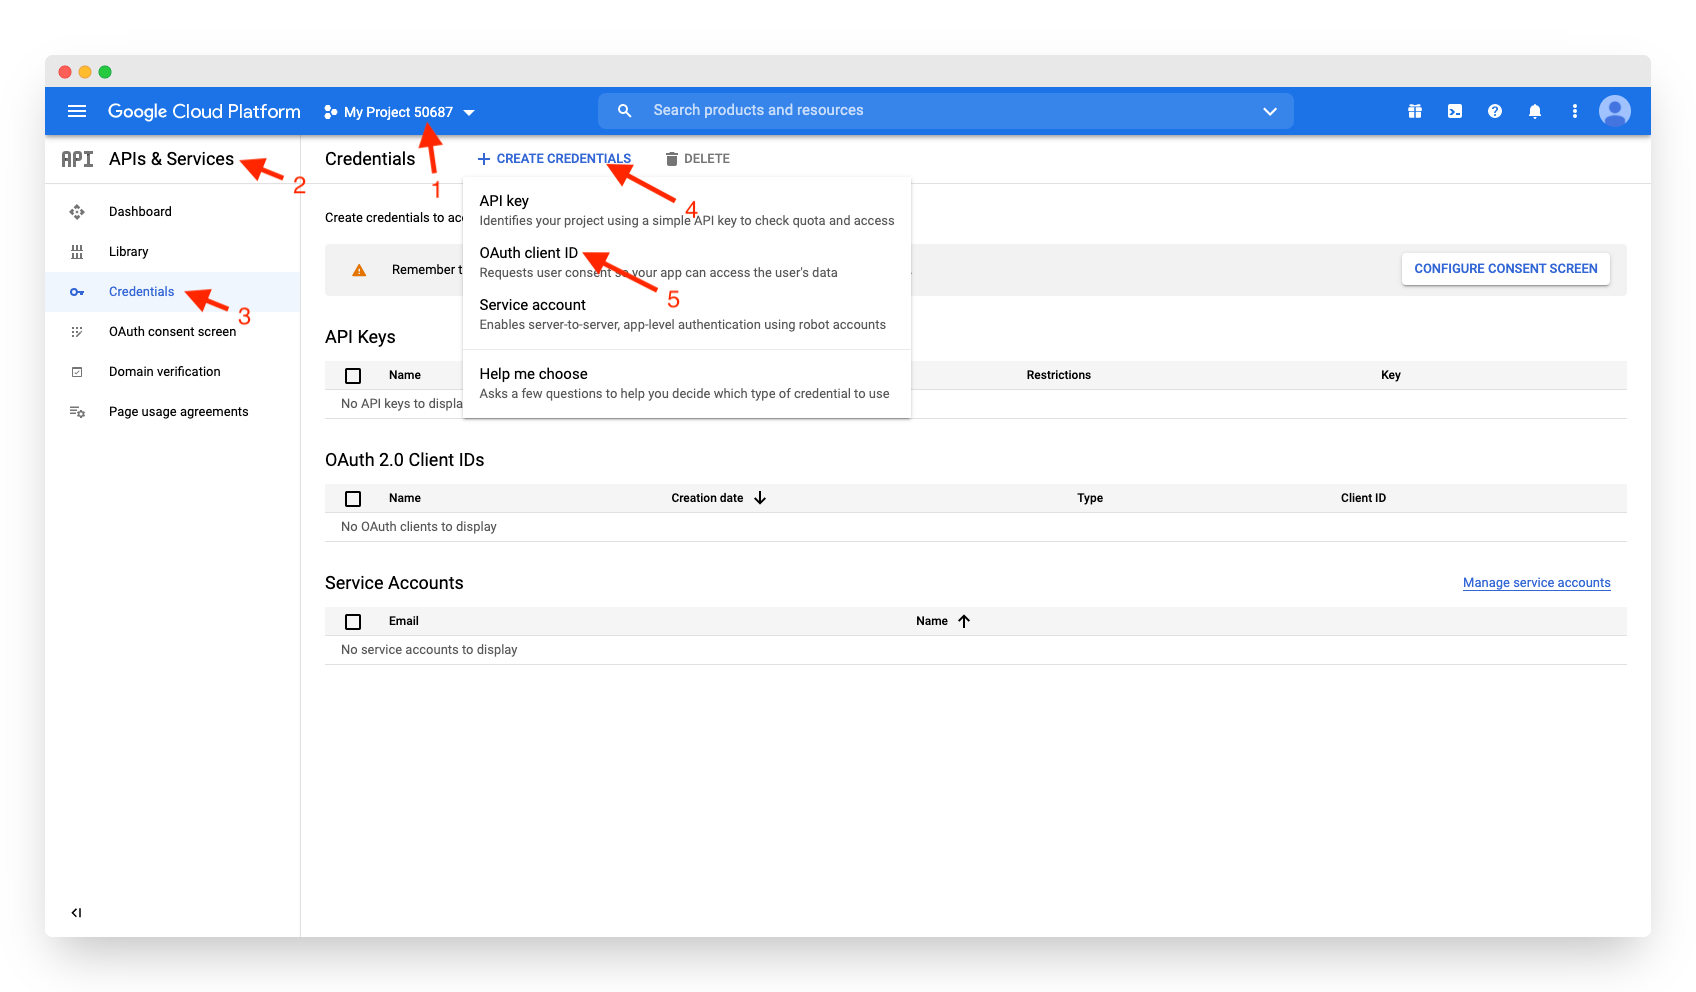 Google Cloud Platform
My Project 50687
Search products and resources
API
APIs & Services
2
Credentials
+ CREATE CREDENTIALS
DELETE
1
4
Dashboard
Library
Credentials
3
OAuth consent screen
Domain verification
Page usage agreements
Create credentials to acc
Remember t
CONFIGURE CONSENT SCREEN
API key
Identifies your project using a simple API key to check quota and access
OAuth client ID
Requests user consent so your app can access the user's data
5
Service account
Enables server-to-server, app-level authentication using robot accounts
Help me choose
Asks a few questions to help you decide which type of credential to use
API Keys
Name
Restrictions
Key
No API keys to displa
OAuth 2.0 Client IDs
Name
Creation date
Type
Client ID
No OAuth clients to display
Service Accounts
Manage service accounts
Email
Name
No service accounts to display